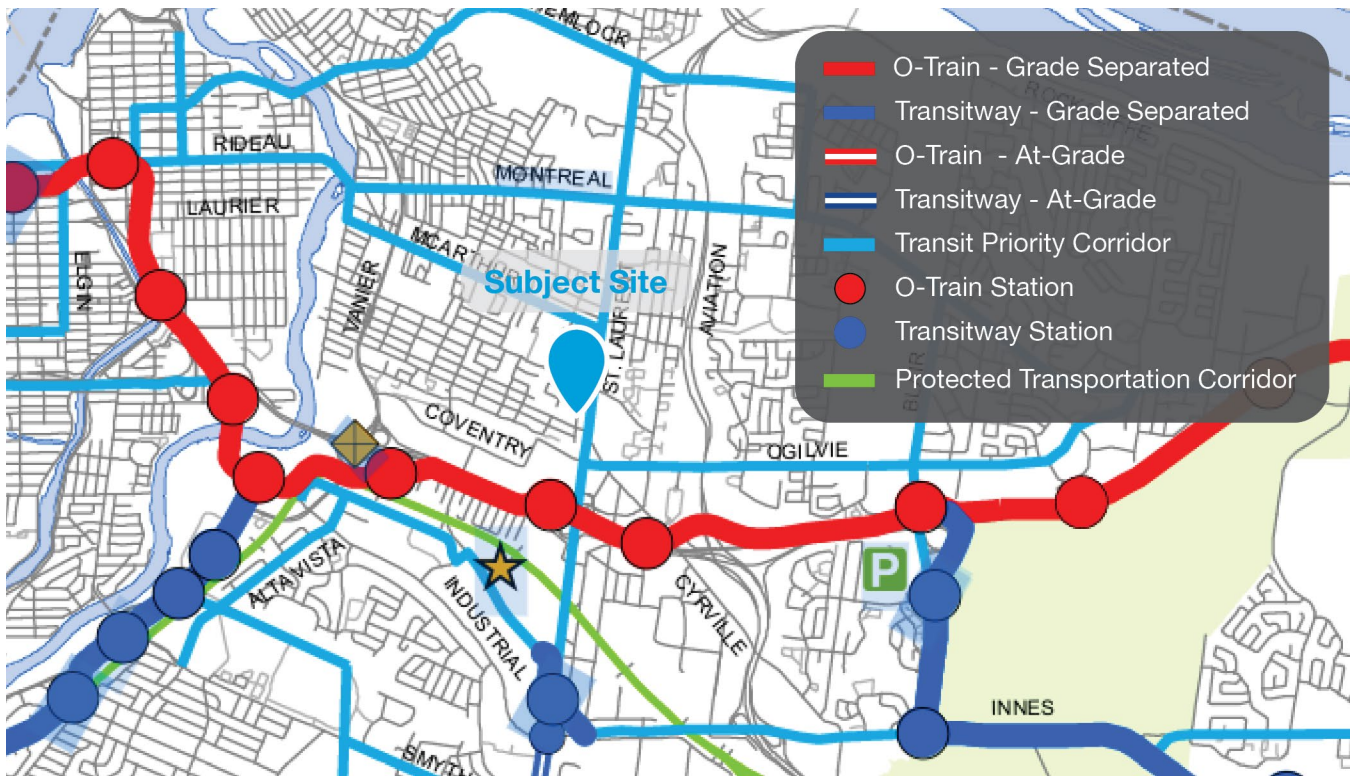 EMLOCK
RIDEAU
LAURIER
ELGIN
MONTREAL
MCARTHUR
VANIER
Subject Site
ST. LAURENT
AVIATION
COVENTRY
OGILVIE
ALTA VISTA
INDUSTRIAL
CYRVILLE
P
INNES
SMYTH
O-Train - Grade Separated
Transitway - Grade Separated
O-Train - At-Grade
Transitway - At-Grade
Transit Priority Corridor
O-Train Station
Transitway Station
Protected Transportation Corridor